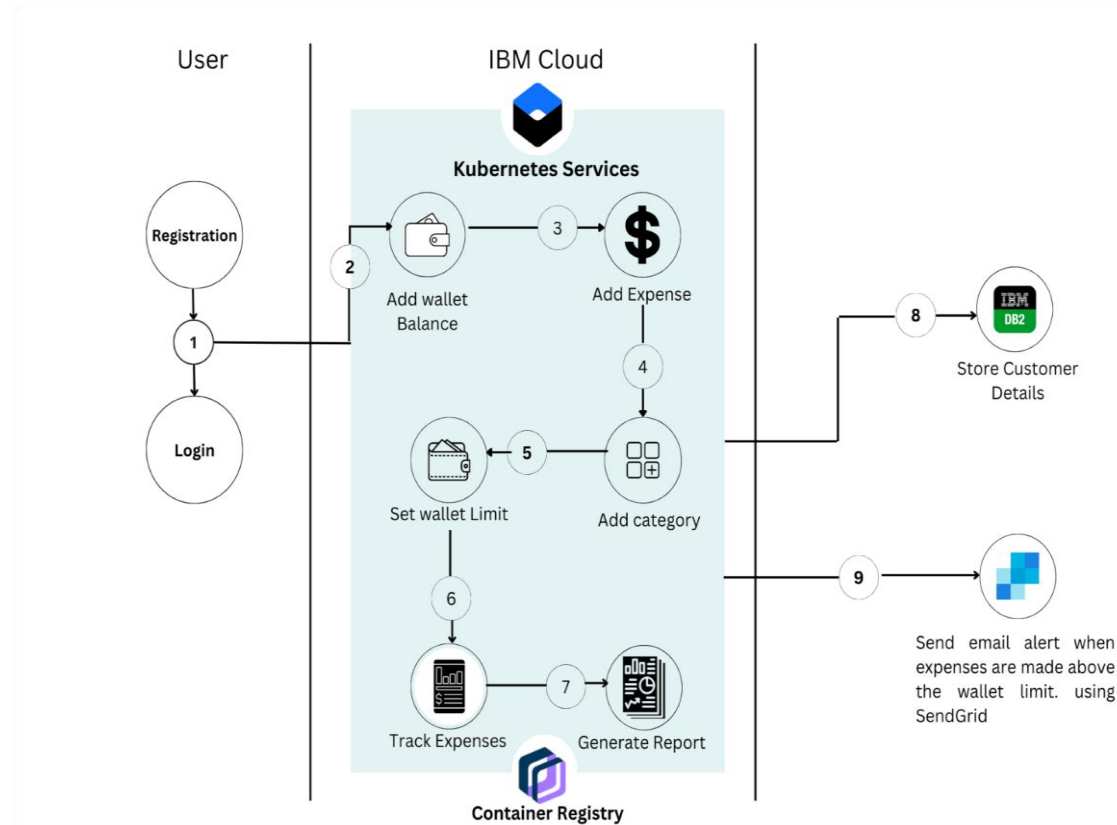 User
IBM Cloud
Kubernetes Services
Registration
1
Login
2
Add wallet
Balance
3
Add Expense
4
Add category
5
Set wallet Limit
6
Track Expenses
7
Generate Report
Container Registry
8
IBM
DB2
Store Customer
Details
9
Send email alert when
expenses are made above
the wallet limit. using
SendGrid